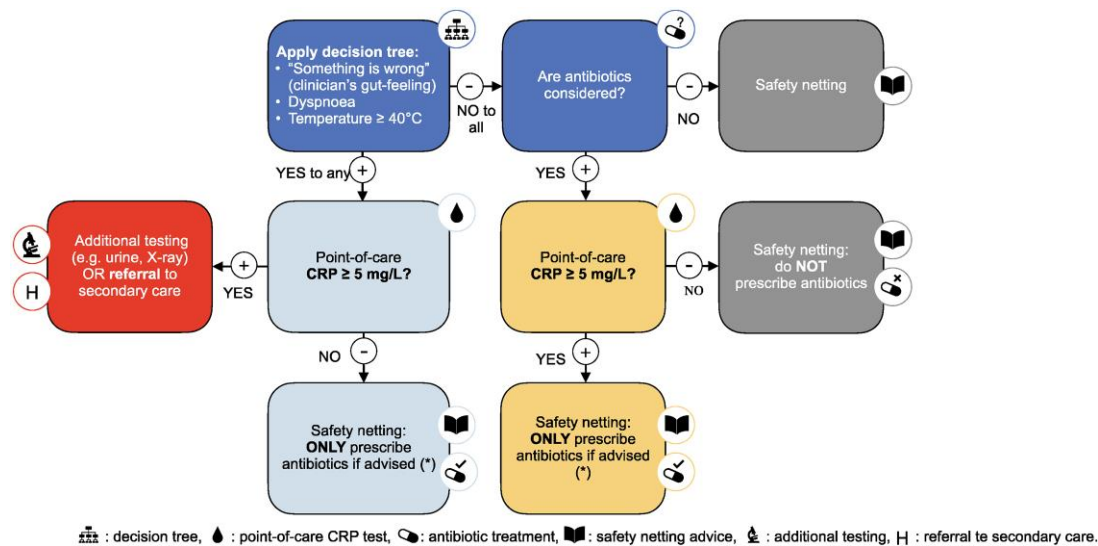 Apply decision tree:
• "Something is wrong"
(clinician's gut-feeling)
• Dyspnoea
• Temperature ≥ 40°C
-
NO to
all
?
Are antibiotics
considered?
-
NO
Safety netting
YES to any
+
YES
+
Additional testing
(e.g. urine, X-ray)
OR referral to
secondary care
H
+
YES
Point-of-care
CRP ≥ 5 mg/L?
Point-of-care
CRP ≥ 5 mg/L?
-
NO
Safety netting:
do NOT
prescribe antibiotics
NO
-
YES
+
Safety netting:
ONLY prescribe
antibiotics if advised (*)
Safety netting:
ONLY prescribe
antibiotics if advised
(*)
: decision tree, : point-of-care CRP test, : antibiotic treatment, : safety netting advice, : additional testing, H : referral te secondary care.